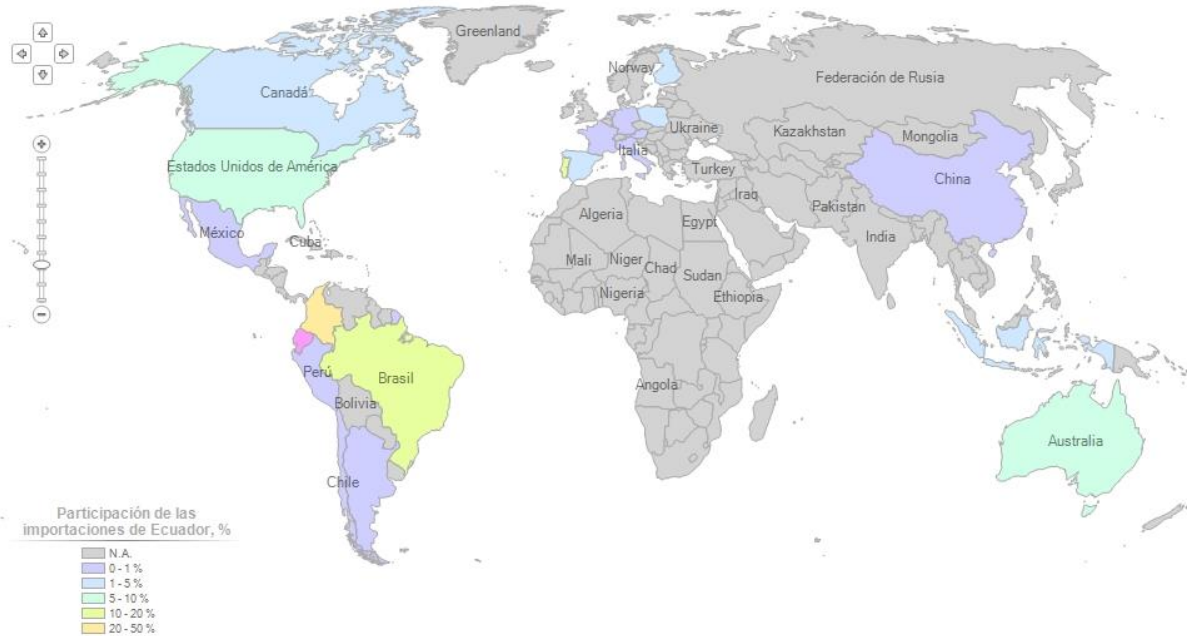 Greenland
Norway
Federación de Rusia
Canadá
Ukraine
Kazakhstan
Mongolia
Italia
Estados Unidos de América
Turkey
China
Iraq
Pakistan
Algeria
Egypt
India
México
Cuba
Mali
Niger
Chad
Sudan
Nigeria
Ethiopia
Perú
Brasil
Angola
Bolivia
Australia
Chile
Participación de las
importaciones de Ecuador, %
N.A.
0 - 1 %
1 - 5 %
5 - 10 %
10 - 20 %
20 - 50 %